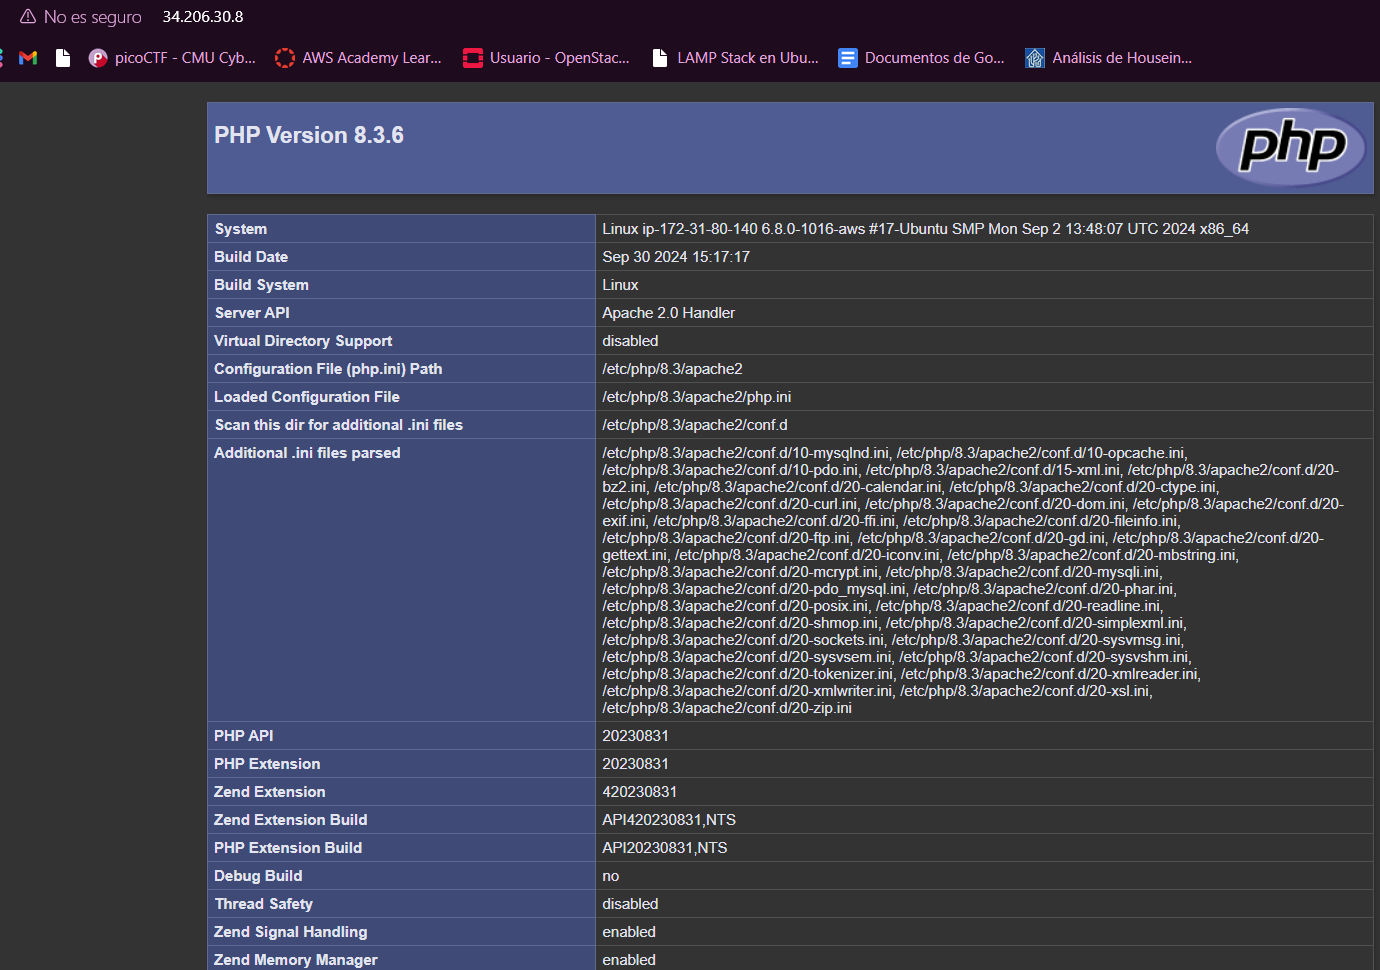 No es seguro 34.206.30.8
picoCTF - CMU Cyb... AWS Academy Lear... Usuario - OpenStac... LAMP Stack en Ubu... Documentos de Go... Análisis de Housein...
PHP Version 8.3.6
php
System Linux ip-172-31-80-140 6.8.0-1016-aws #17-Ubuntu SMP Mon Sep 2 13:48:07 UTC 2024 x86_64
Build Date Sep 30 2024 15:17:17
Build System Linux
Server API Apache 2.0 Handler
Virtual Directory Support disabled
Configuration File (php.ini) Path /etc/php/8.3/apache2
Loaded Configuration File /etc/php/8.3/apache2/php.ini
Scan this dir for additional .ini files /etc/php/8.3/apache2/conf.d
Additional .ini files parsed /etc/php/8.3/apache2/conf.d/10-mysqlnd.ini, /etc/php/8.3/apache2/conf.d/10-opcache.ini,
/etc/php/8.3/apache2/conf.d/10-pdo.ini, /etc/php/8.3/apache2/conf.d/15-xml.ini, /etc/php/8.3/apache2/conf.d/20-
bz2.ini, /etc/php/8.3/apache2/conf.d/20-calendar.ini, /etc/php/8.3/apache2/conf.d/20-ctype.ini,
/etc/php/8.3/apache2/conf.d/20-curl.ini, /etc/php/8.3/apache2/conf.d/20-dom.ini, /etc/php/8.3/apache2/conf.d/20-
exif.ini, /etc/php/8.3/apache2/conf.d/20-ffi.ini, /etc/php/8.3/apache2/conf.d/20-fileinfo.ini,
/etc/php/8.3/apache2/conf.d/20-ftp.ini, /etc/php/8.3/apache2/conf.d/20-gd.ini, /etc/php/8.3/apache2/conf.d/20-
gettext.ini, /etc/php/8.3/apache2/conf.d/20-iconv.ini, /etc/php/8.3/apache2/conf.d/20-mbstring.ini,
/etc/php/8.3/apache2/conf.d/20-mcrypt.ini, /etc/php/8.3/apache2/conf.d/20-mysqli.ini,
/etc/php/8.3/apache2/conf.d/20-pdo_mysql.ini, /etc/php/8.3/apache2/conf.d/20-phar.ini,
/etc/php/8.3/apache2/conf.d/20-posix.ini, /etc/php/8.3/apache2/conf.d/20-readline.ini,
/etc/php/8.3/apache2/conf.d/20-shmop.ini, /etc/php/8.3/apache2/conf.d/20-simplexml.ini,
/etc/php/8.3/apache2/conf.d/20-sockets.ini, /etc/php/8.3/apache2/conf.d/20-sysvmsg.ini,
/etc/php/8.3/apache2/conf.d/20-sysvsem.ini, /etc/php/8.3/apache2/conf.d/20-sysvshm.ini,
/etc/php/8.3/apache2/conf.d/20-tokenizer.ini, /etc/php/8.3/apache2/conf.d/20-xmlreader.ini,
/etc/php/8.3/apache2/conf.d/20-xmlwriter.ini, /etc/php/8.3/apache2/conf.d/20-xsl.ini,
/etc/php/8.3/apache2/conf.d/20-zip.ini
PHP API 20230831
PHP Extension 20230831
Zend Extension 420230831
Zend Extension Build API420230831,NTS
PHP Extension Build API20230831,NTS
Debug Build no
Thread Safety disabled
Zend Signal Handling enabled
Zend Memory Manager enabled